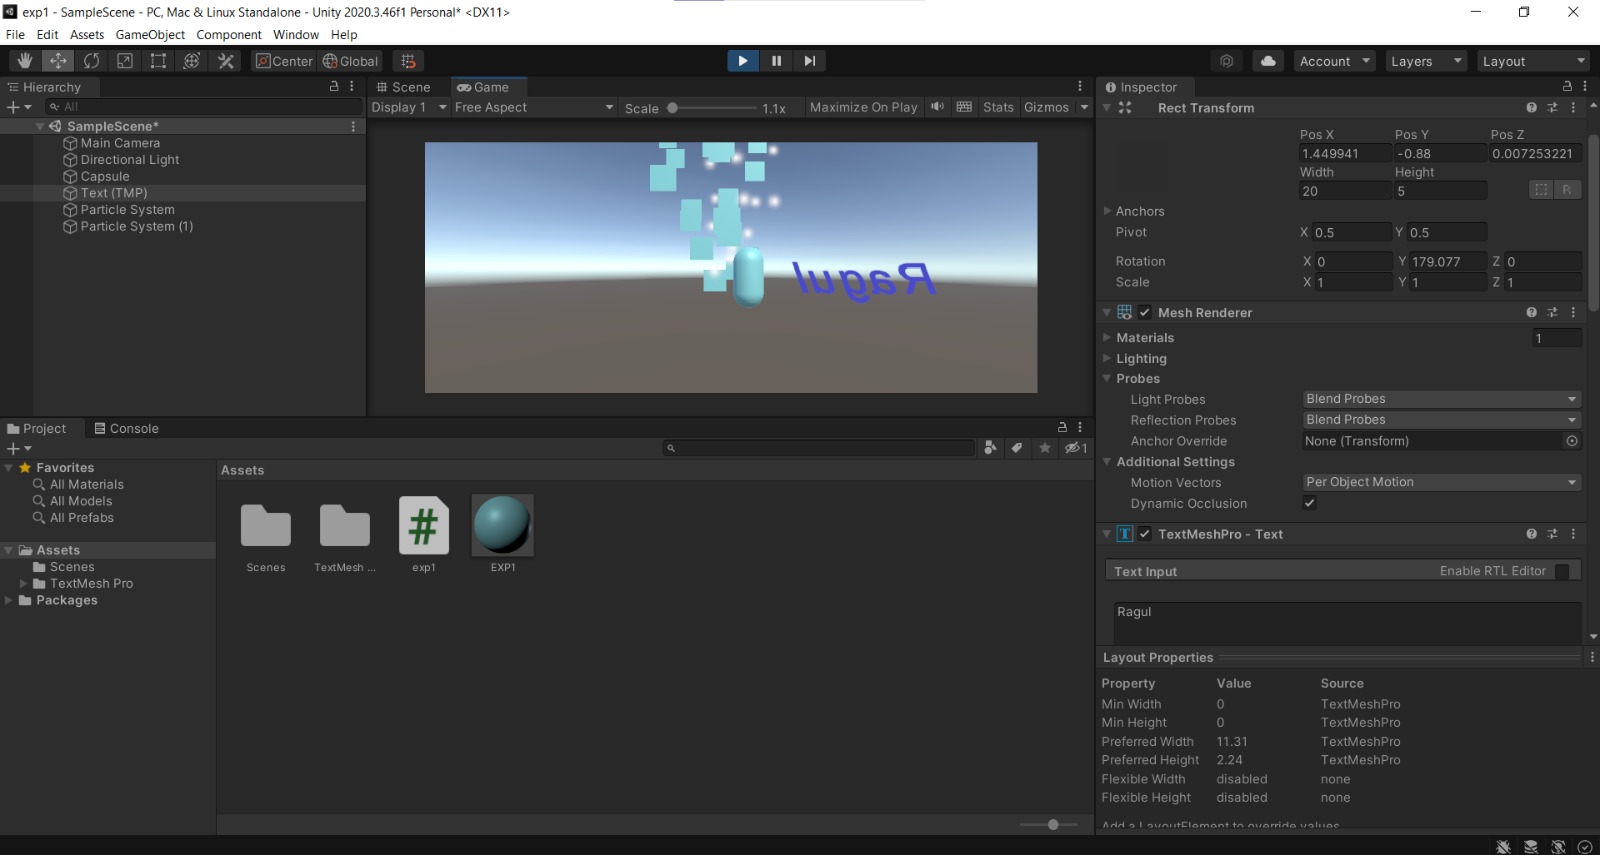 exp1 - SampleScene - PC, Mac & Linux Standalone - Unity 2020.3.46f1 Personal* <DX11>
File Edit Assets GameObject Component Window Help
Center Global Account Layers Layout
Hierarchy
All
SampleScene*
Main Camera
Directional Light
Capsule
Text (TMP)
Particle System
Particle System (1)
Scene Game
Display 1 Free Aspect Scale 1.1x Maximize On Play Stats Gizmos
Ragul
Project Console
1
Favorites
All Materials
All Models
All Prefabs
Assets
Scenes
TextMesh Pro
Packages
Assets
Scenes TextMesh ... exp1 EXP1
Inspector
Rect Transform
Pos X Pos Y Pos Z
1.449941 -0.88 0.007253221
Width Height
20 5 R
Anchors
Pivot X 0.5 Y 0.5
Rotation X 0 Y 179.077 Z 0
Scale X 1 Y 1 Z 1
Mesh Renderer
Materials 1
Lighting
Probes
Light Probes Blend Probes
Reflection Probes Blend Probes
Anchor Override None (Transform)
Additional Settings
Motion Vectors Per Object Motion
Dynamic Occlusion
T TextMeshPro - Text
Text Input Enable RTL Editor
Ragul
Layout Properties
Property Value Source
Min Width 0 TextMeshPro
Min Height 0 TextMeshPro
Preferred Width 11.31 TextMeshPro
Preferred Height 2.24 TextMeshPro
Flexible Width disabled none
Flexible Height disabled none
Add a LayoutElement to override values